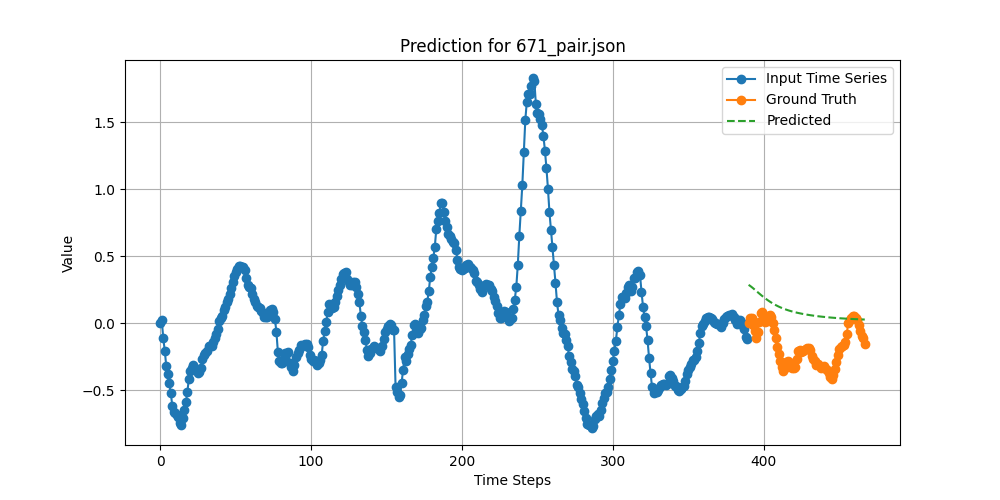 Prediction for 671_pair.json
Input Time Series
Ground Truth
Predicted
Value
1.5
1.0
0.5
0.0
−0.5
0
100
200
300
400
Time Steps